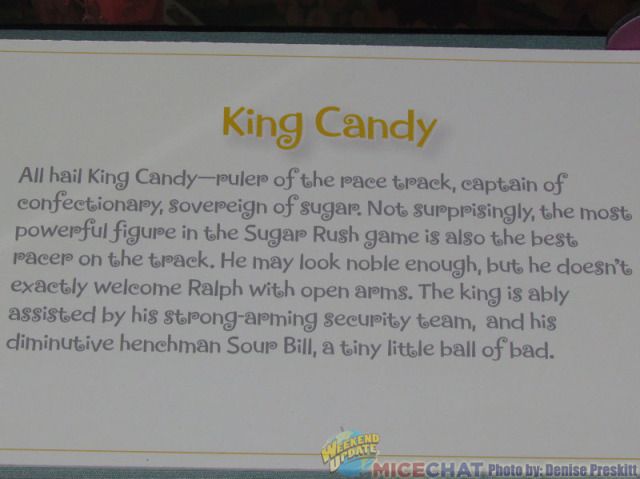 King Candy
All hail King Candy—ruler of the race track, captain of
confectionary, sovereign of sugar. Not surprisingly, the most
powerful figure in the Sugar Rush game is also the best
racer on the track. He may look noble enough, but he doesn't
exactly welcome Ralph with open arms. The king is ably
assisted by his strong-arming security team, and his
diminutive henchman Sour Bill, a tiny little ball of bad.
WEEKEND
UPDATE
MICECHAT Photo by: Denise Preskitt